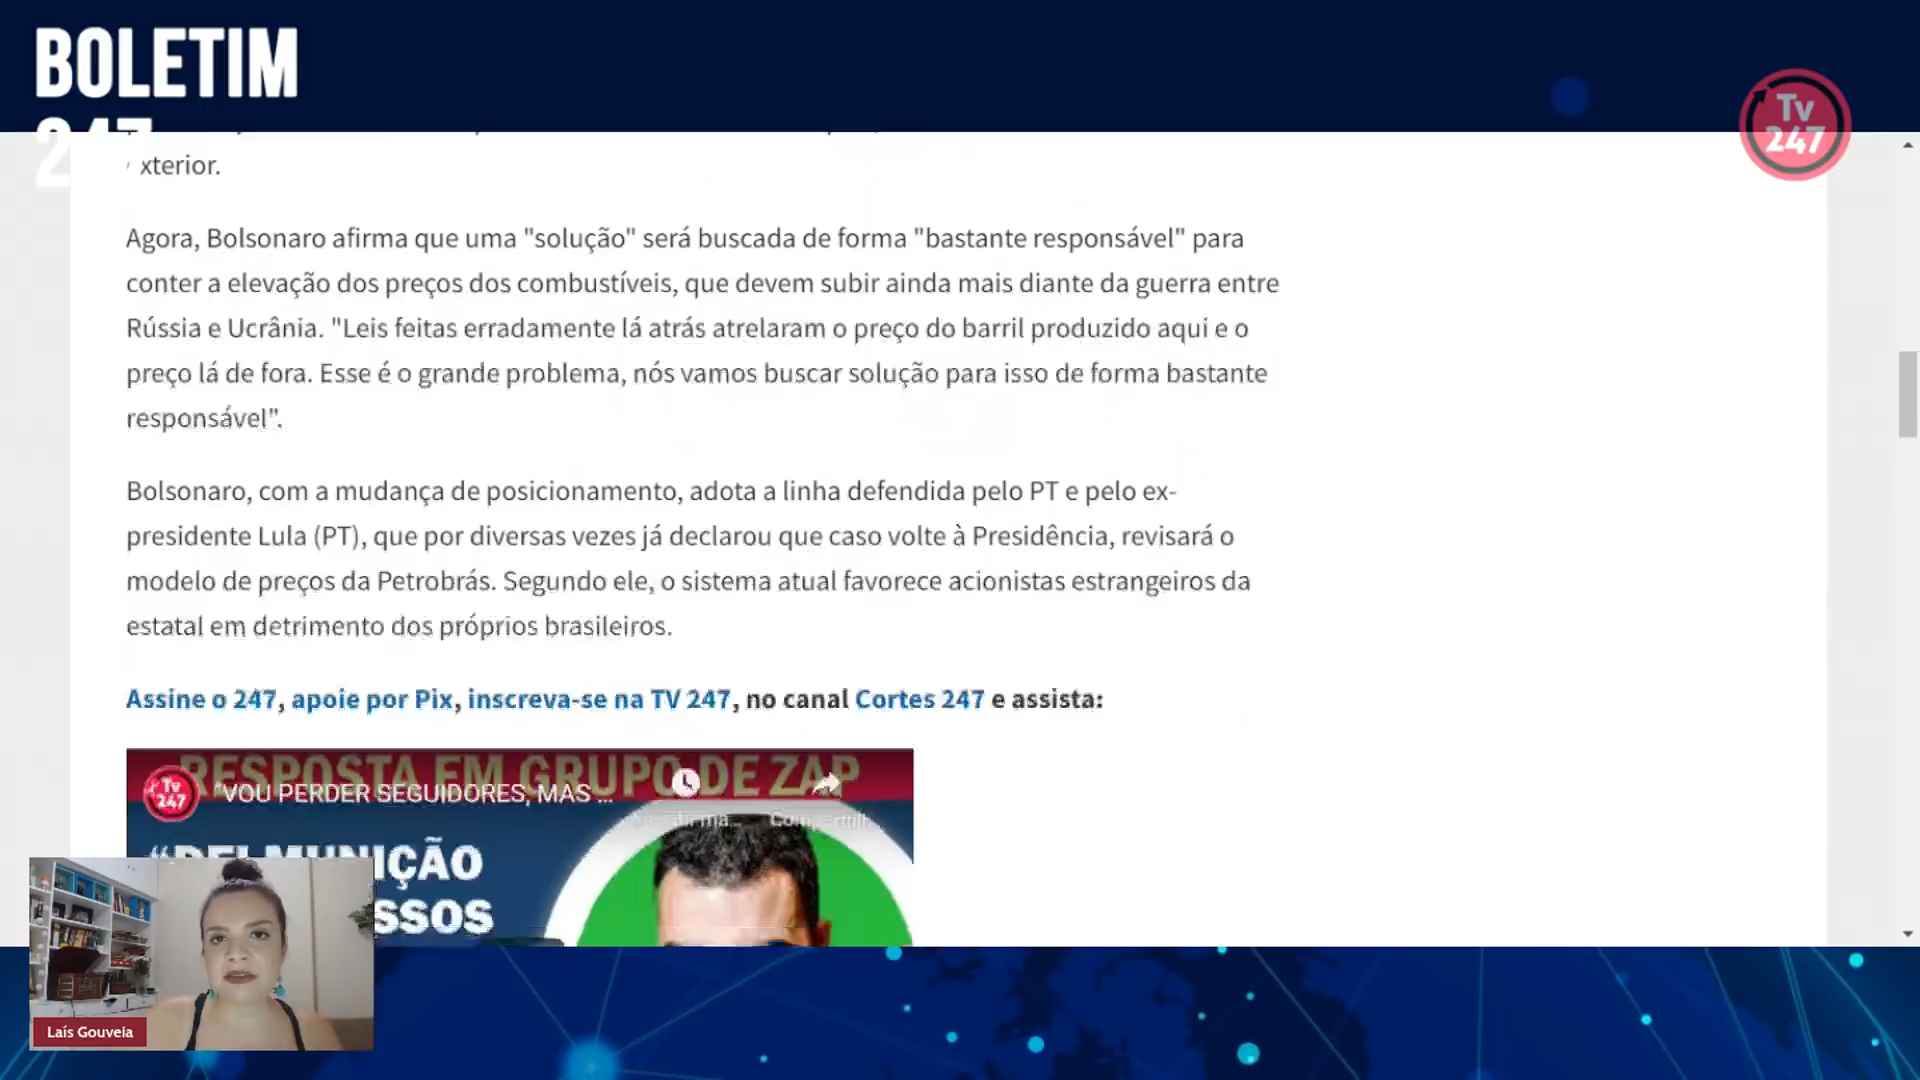 BOLETIM
247
Tv
247
xterior.
Agora, Bolsonaro afirma que uma "solução" será buscada de forma "bastante responsável" para
conter a elevação dos preços dos combustíveis, que devem subir ainda mais diante da guerra entre
Rússia e Ucrânia. "Leis feitas erradamente lá atrás atrelaram o preço do barril produzido aqui e o
preço lá de fora. Esse é o grande problema, nós vamos buscar solução para isso de forma bastante
responsável".
Bolsonaro, com a mudança de posicionamento, adota a linha defendida pelo PT e pelo ex-
presidente Lula (PT), que por diversas vezes já declarou que caso volte à Presidência, revisará o
modelo de preços da Petrobrás. Segundo ele, o sistema atual favorece acionistas estrangeiros da
estatal em detrimento dos próprios brasileiros.
Assine o 247, apoie por Pix, inscreva-se na TV 247, no canal Cortes 247 e assista:
RESPOSTA EM GRUPO DE ZAP
Tv
247
"VOU PERDER SEGUIDORES, MAS ...
"DEI MUNIÇÃO
SSOS
Laís Gouveia